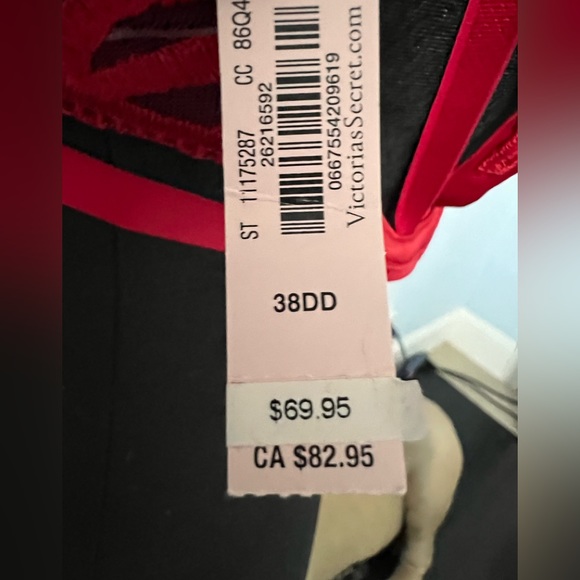 ST 11175287 CC 86Q4
26216592
0667554209619
VictoriasSecret.com
38DD
$69.95
CA $82.95